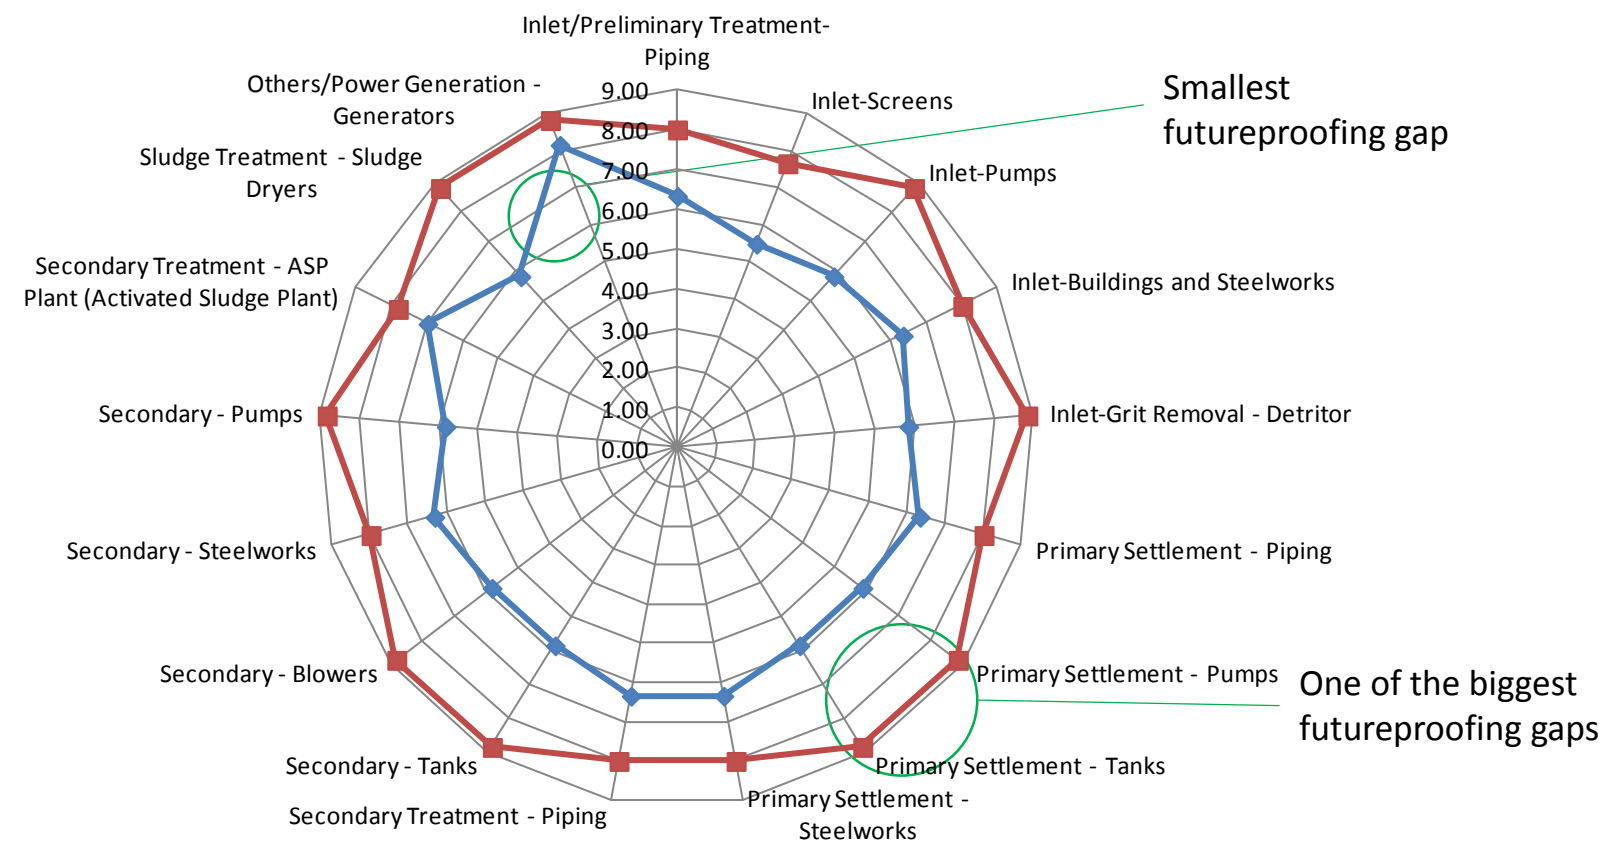 Inlet/Preliminary Treatment-
Piping
Others/Power Generation -
Generators
9.00
Inlet-Screens
Smallest
futureproofing gap
8.00
Sludge Treatment - Sludge
Dryers
7.00
Inlet-Pumps
6.00
5.00
Secondary Treatment - ASP
Plant (Activated Sludge Plant)
Inlet-Buildings and Steelworks
4.00
3.00
2.00
Secondary - Pumps
1.00
Inlet-Grit Removal - Detritor
0.00
Secondary - Steelworks
Primary Settlement - Piping
Secondary - Blowers
Primary Settlement - Pumps
One of the biggest
futureproofing gaps
Secondary - Tanks
Primary Settlement - Tanks
Secondary Treatment - Piping
Primary Settlement -
Steelworks